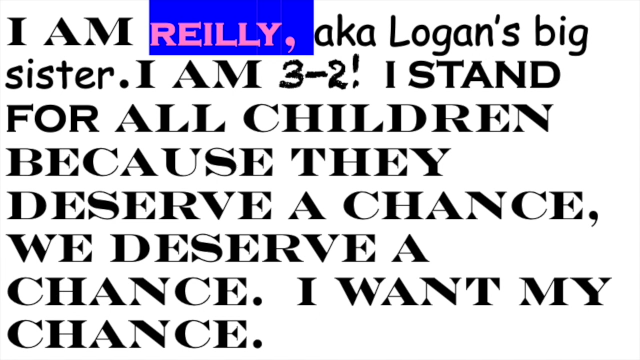 I AM REILLY, aka Logan's big
sister. I AM 3-2! I STAND
FOR ALL CHILDREN
BECAUSE THEY
DESERVE A CHANCE,
WE DESERVE A
CHANCE. I WANT MY
CHANCE.